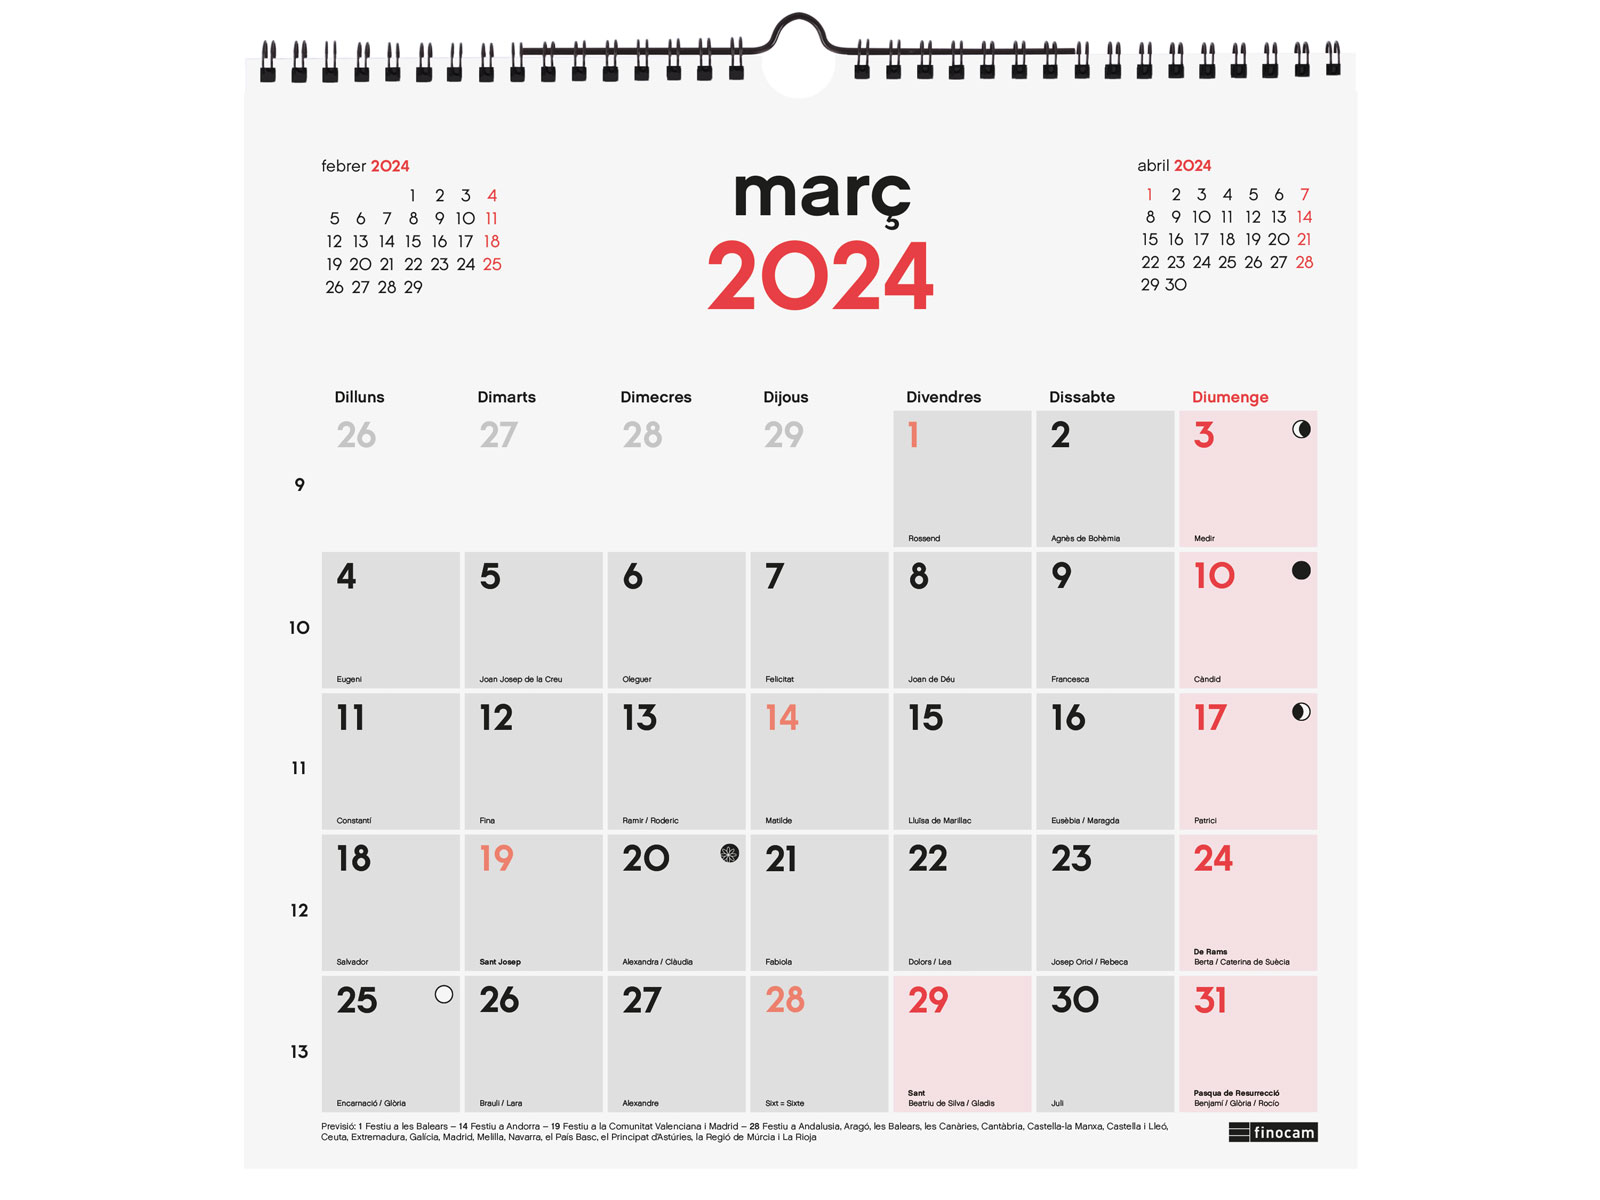 febrer 2024
1 2 3 4
5 6 7 8 9 10 11
12 13 14 15 16 17 18
19 20 21 22 23 24 25
26 27 28 29
març
2024
abril 2024
1 2 3 4 5 6 7
8 9 10 11 12 13 14
15 16 17 18 19 20 21
22 23 24 25 26 27 28
29 30
Dilluns Dimarts Dimecres Dijous Divendres Dissabte Diumenge
26 27 28 29 1 2 3
9
Rossend Agnès de Bohèmia Medir
4 5 6 7 8 9 10
10
Eugeni Joan Josep de la Creu Oleguer Felicitat Joan de Déu Francesca Càndid
11 12 13 14 15 16 17
11
Constantí Fina Ramir / Roderic Matilde Lluïsa de Marillac Eusèbia / Maragda Patrici
18 19 20 21 22 23 24
12
De Rams
Salvador Sant Josep Alexandra / Clàudia Fabiola Dolors / Lea Josep Oriol / Rebeca Berta / Caterina de Suècia
25 26 27 28 29 30 31
13
Sant Pasqua de Resurrecció
Encarnació / Glòria Brauli / Lara Alexandre Sixt = Sixte Beatriu de Silva / Gladis Juli Benjamí / Glòria / Rocío
Previsió: 1 Festiu a les Balears – 14 Festiu a Andorra – 19 Festiu a la Comunitat Valenciana i Madrid – 28 Festiu a Andalusia, Aragó, les Balears, les Canàries, Cantàbria, Castella-la Manxa, Castella i Lleó,
Ceuta, Extremadura, Galícia, Madrid, Melilla, Navarra, el País Basc, el Principat d'Astúries, la Regió de Múrcia i La Rioja
finocam